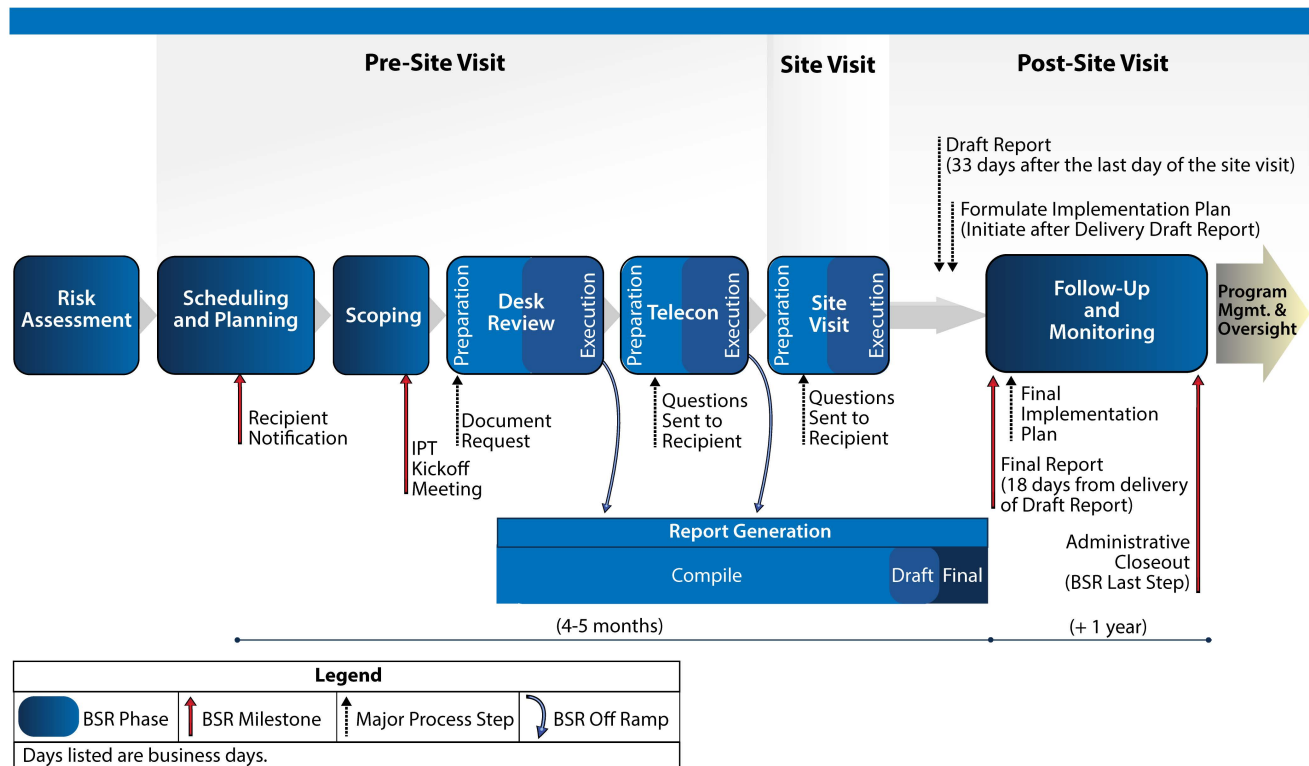 Pre-Site Visit
Site Visit
Post-Site Visit
Draft Report
(33 days after the last day of the site visit)
Formulate Implementation Plan
(Initiate after Delivery Draft Report)
Risk
Assessment
Scheduling
and Planning
Scoping
Preparation
Desk
Review
Execution
Preparation
Telecon
Execution
Preparation
Site
Visit
Execution
Follow-Up
and
Monitoring
Program
Mgmt. &
Oversight
Recipient
Notification
IPT
Kickoff
Meeting
Document
Request
Questions
Sent to
Recipient
Questions
Sent to
Recipient
Final
Implementation
Plan
Final Report
(18 days from delivery
of Draft Report)
Administrative
Closeout
(BSR Last Step)
Report Generation
Compile
Draft
Final
(4-5 months)
(+ 1 year)
Legend
BSR Phase
BSR Milestone
Major Process Step
BSR Off Ramp
Days listed are business days.